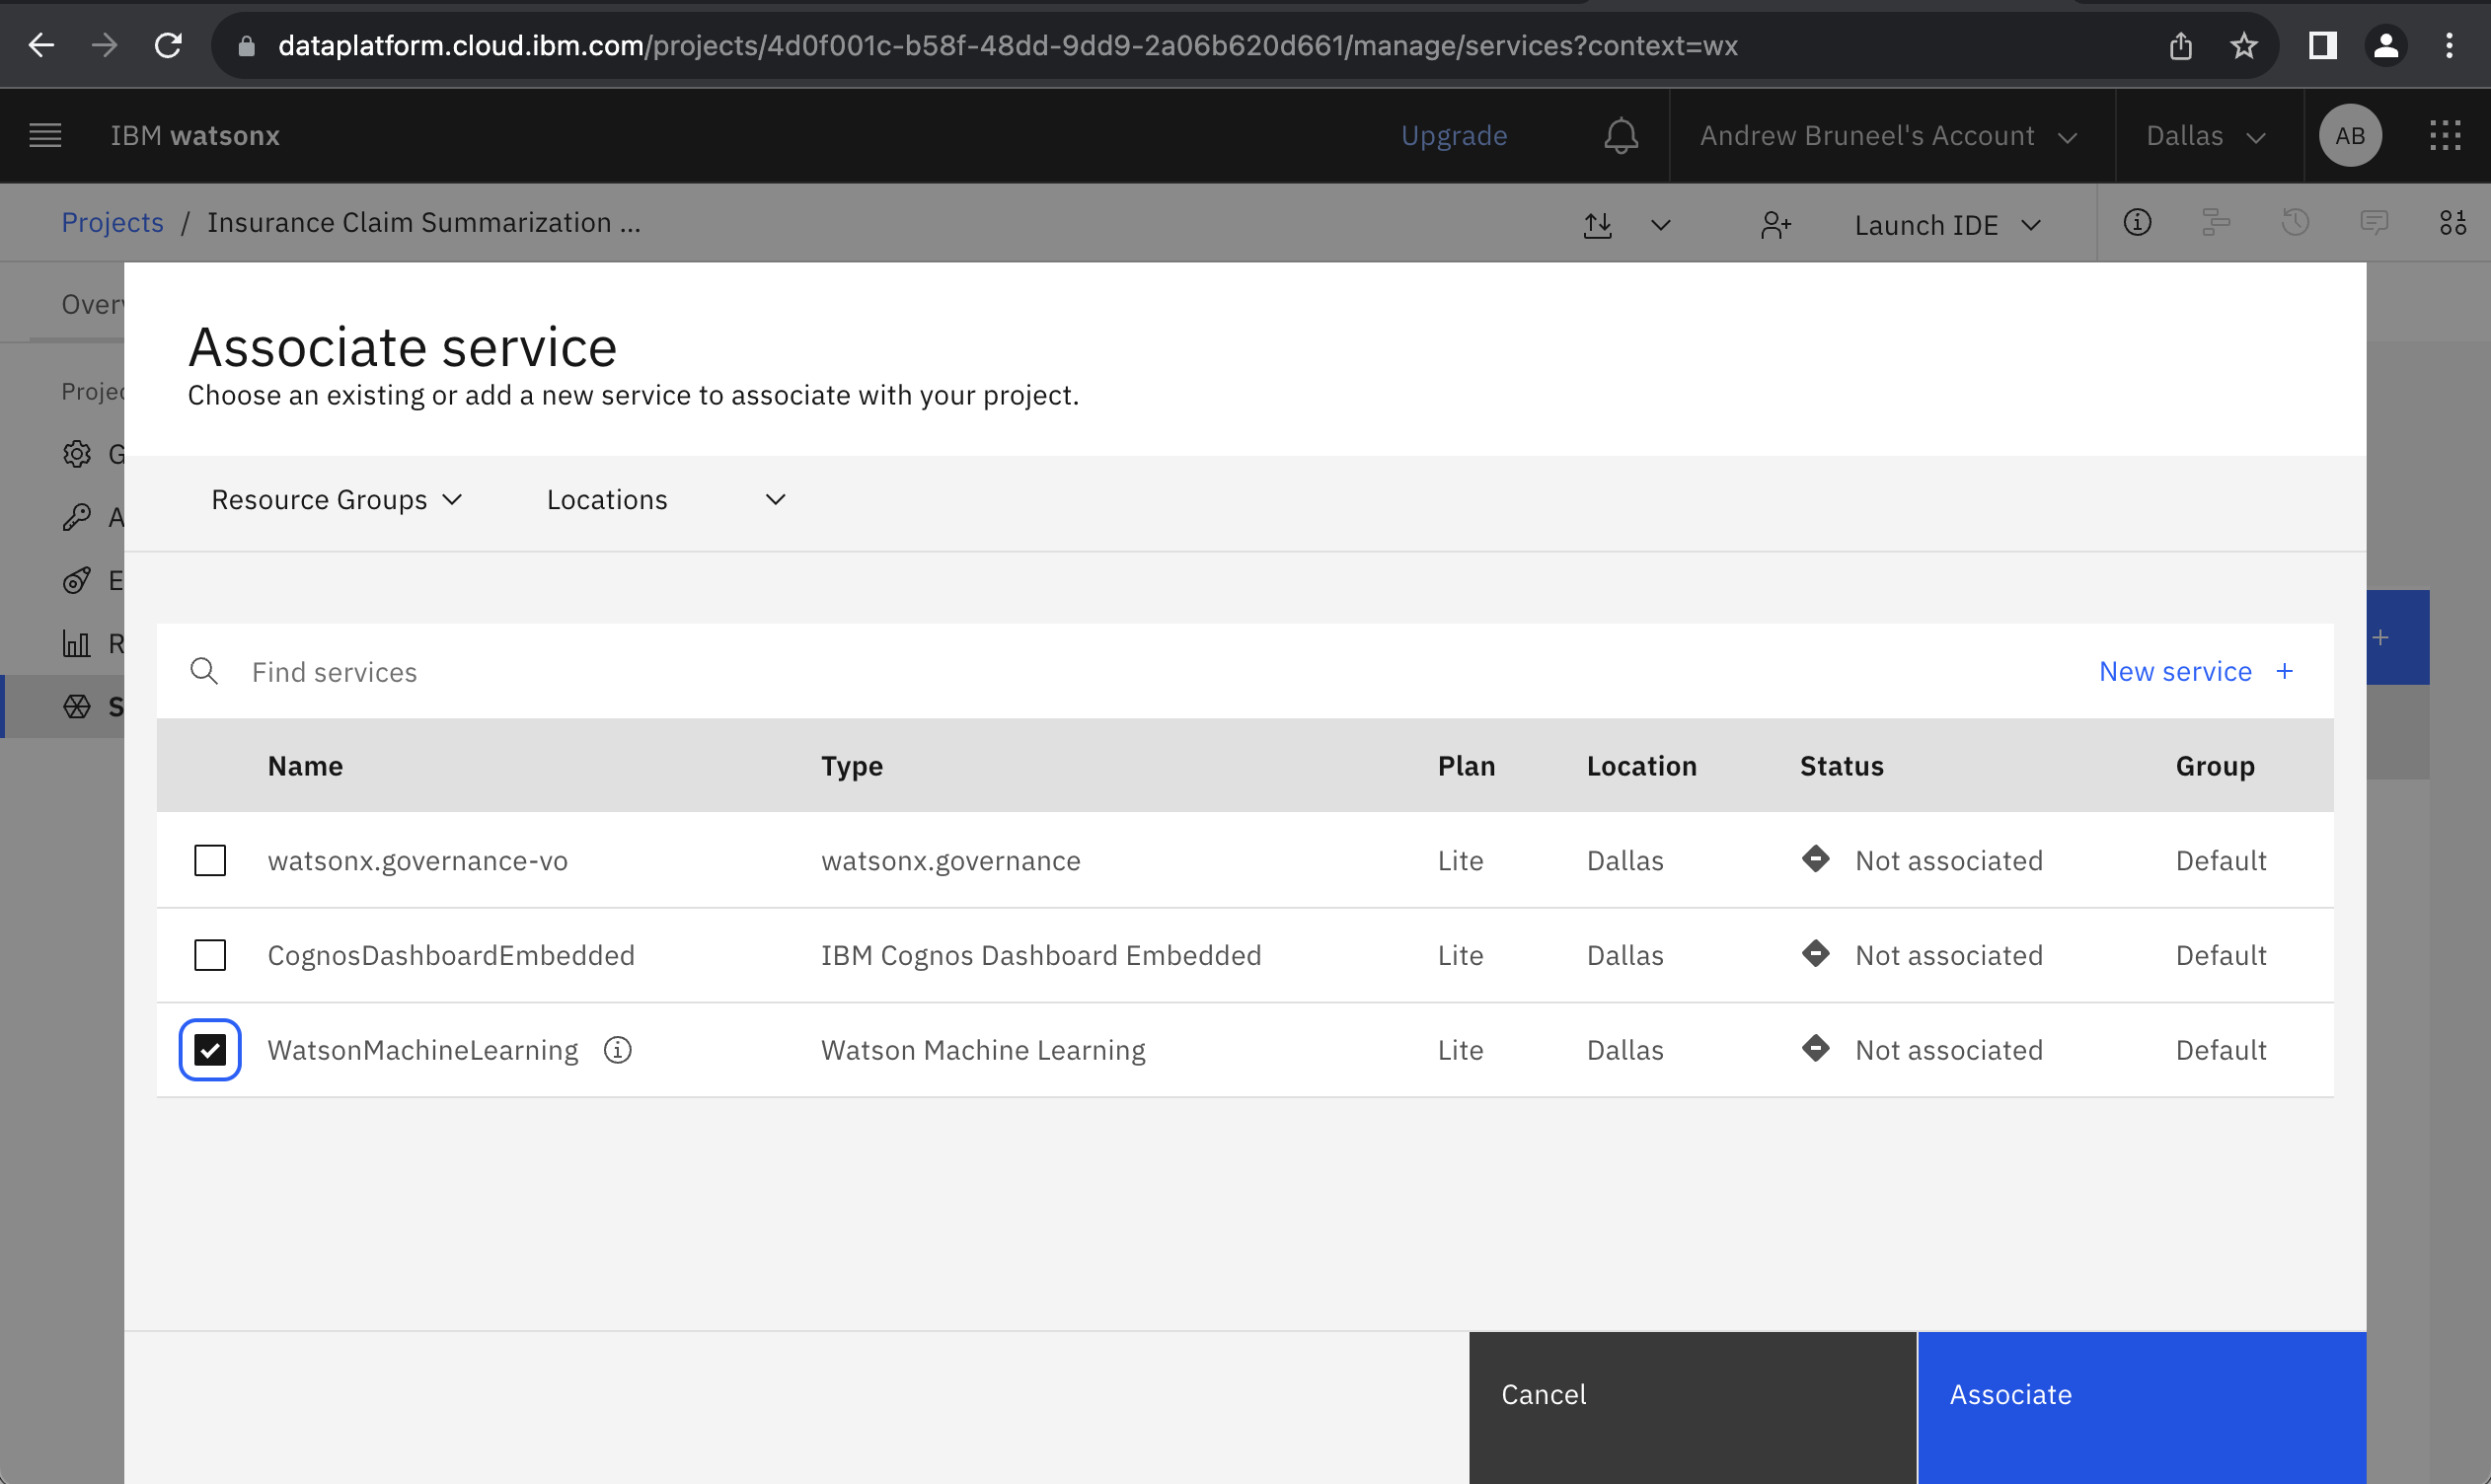 dataplatform.cloud.ibm.com/projects/4d0f001c-b58f-48dd-9dd9-2a06b620d661/manage/services?context=wx
IBM watsonx
Upgrade
Andrew Bruneel's Account
Dallas
AB
Projects / Insurance Claim Summarization ...
Launch IDE
Associate service
Choose an existing or add a new service to associate with your project.
Resource Groups
Locations
Find services
New service +
Name Type Plan Location Status Group
watsonx.governance-vo watsonx.governance Lite Dallas Not associated Default
CognosDashboardEmbedded IBM Cognos Dashboard Embedded Lite Dallas Not associated Default
WatsonMachineLearning Watson Machine Learning Lite Dallas Not associated Default
Cancel
Associate